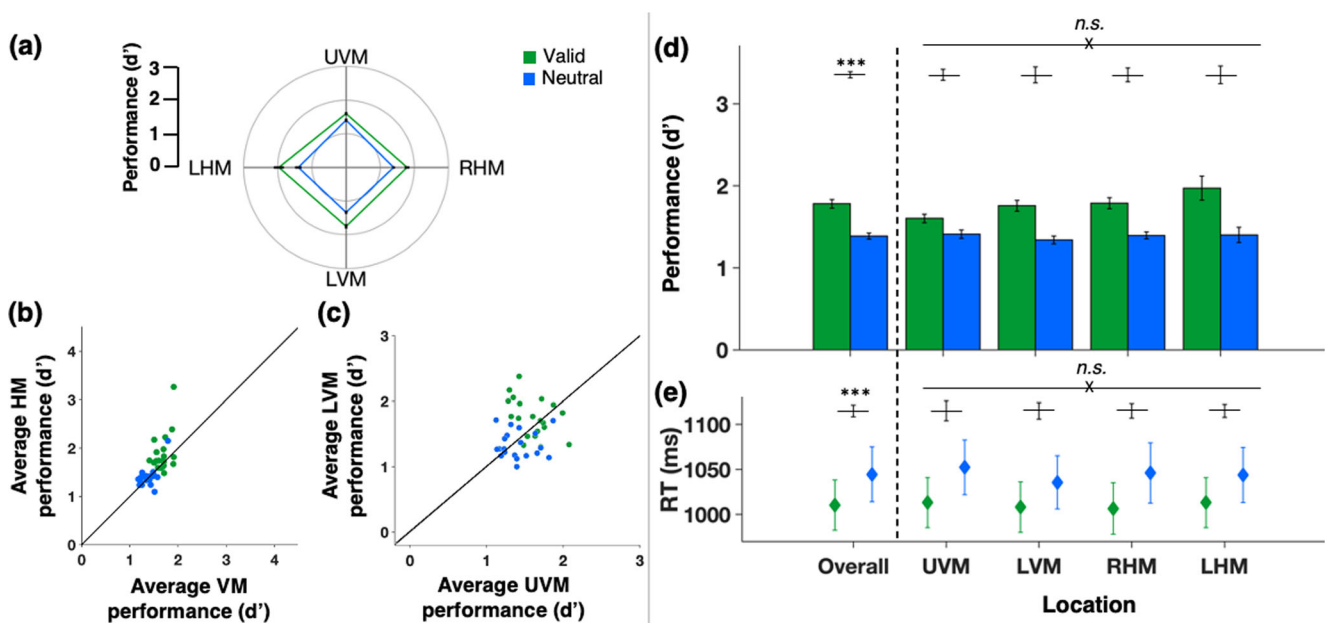 (a)
UVM
Valid
Neutral
3
2
1
0
Performance (d’)
LHM
RHM
LVM
(b)
4
3
2
1
0
Average HM
performance (d’)
0
1
2
3
4
Average VM
performance (d’)
(c)
3
2
1
0
Average LVM
performance (d’)
0
1
2
3
Average UVM
performance (d’)
(d)
n.s.
x
***
3
2
1
0
Performance (d’)
(e)
n.s.
x
***
1100
1050
1000
RT (ms)
Overall
UVM
LVM
RHM
LHM
Location